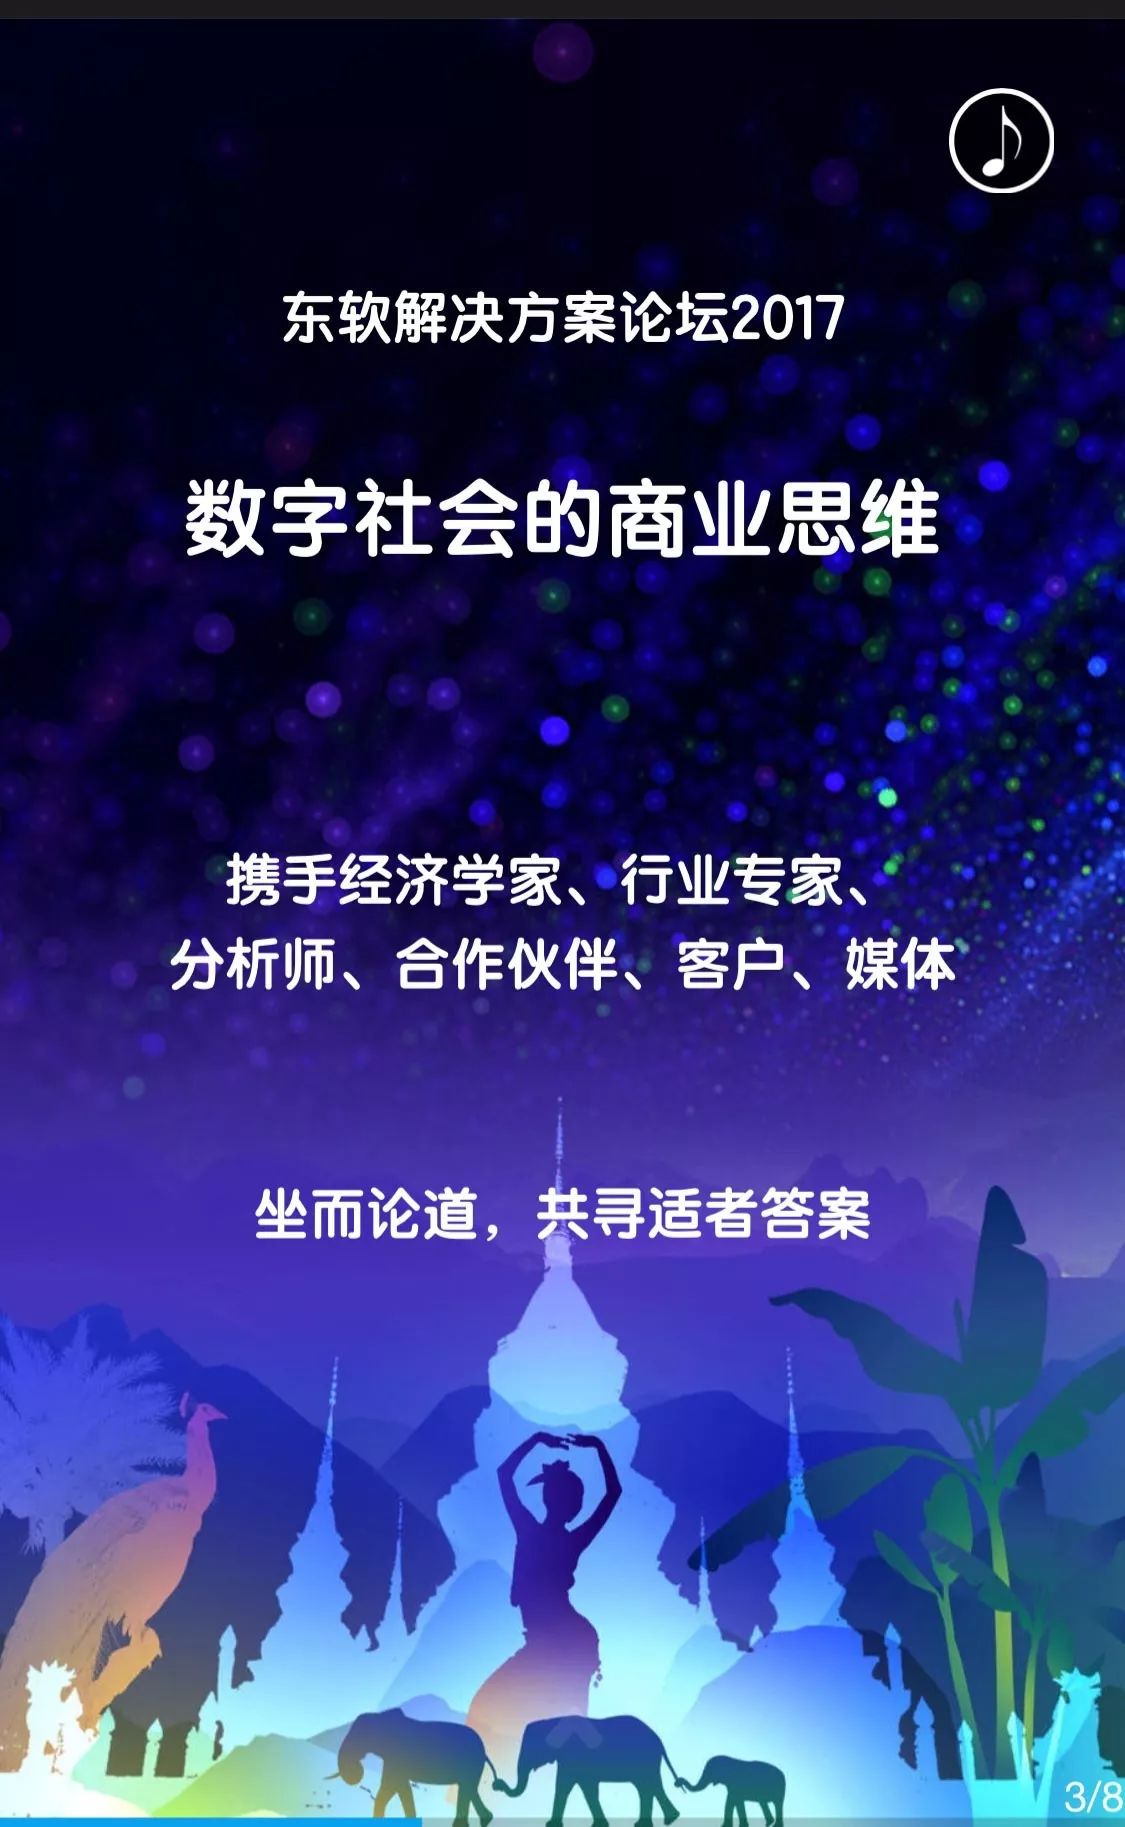 东软解决方案论坛2017
数字社会的商业思维
携手经济学家、行业专家、
分析师、合作伙伴、客户、媒体
坐而论道，共寻适者答案
3/8